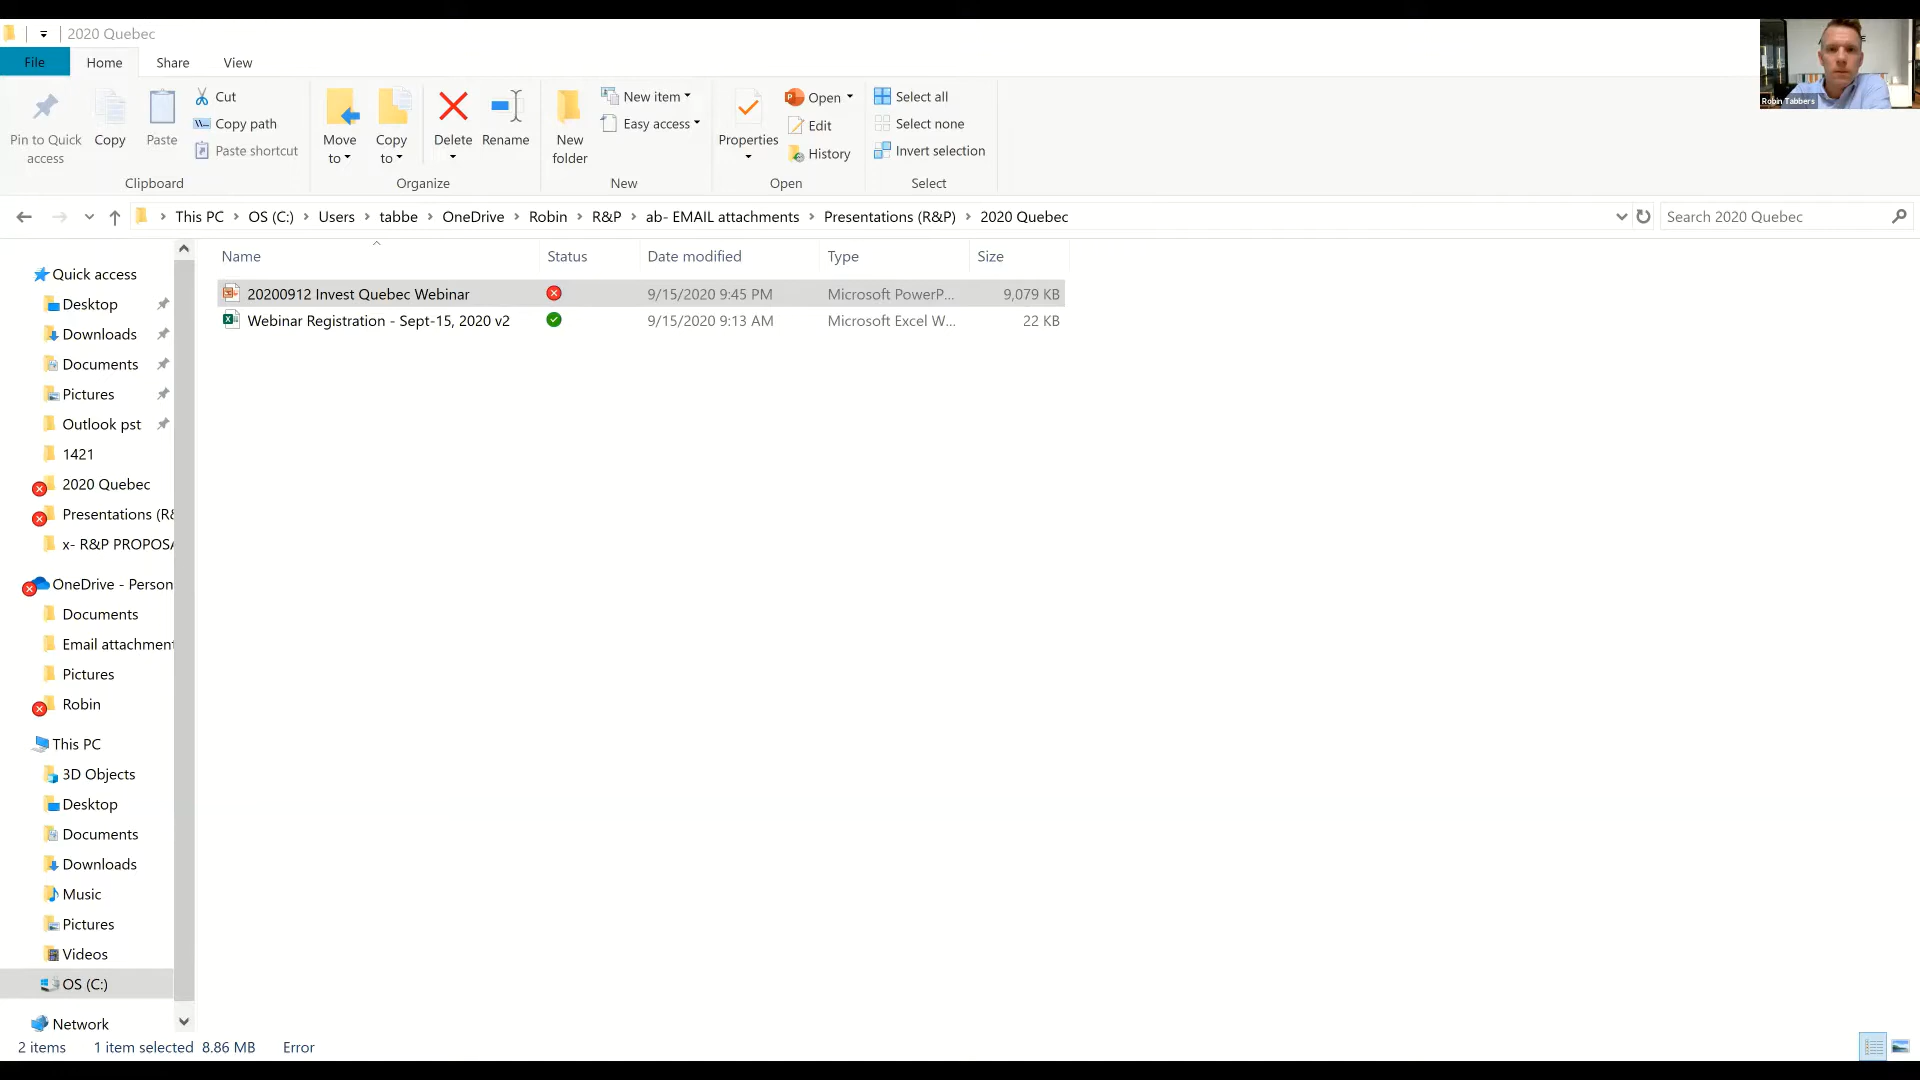 2020 Quebec
File Home Share View
Pin to Quick access
Copy
Paste
Cut
Copy path
Paste shortcut
Clipboard
Move to
Copy to
Delete
Rename
Organize
New folder
New item
Easy access
New
Properties
Open
Edit
History
Open
Select all
Select none
Invert selection
Select
Robin Tabbers
This PC OS (C:) Users tabbe OneDrive Robin R&P ab- EMAIL attachments Presentations (R&P) 2020 Quebec
Search 2020 Quebec
Name Status Date modified Type Size
20200912 Invest Quebec Webinar 9/15/2020 9:45 PM Microsoft PowerP... 9,079 KB
Webinar Registration - Sept-15, 2020 v2 9/15/2020 9:13 AM Microsoft Excel W... 22 KB
Quick access
Desktop
Downloads
Documents
Pictures
Outlook pst
1421
2020 Quebec
Presentations (R&
x- R&P PROPOSA
OneDrive - Person
Documents
Email attachment
Pictures
Robin
This PC
3D Objects
Desktop
Documents
Downloads
Music
Pictures
Videos
OS (C:)
Network
2 items 1 item selected 8.86 MB Error